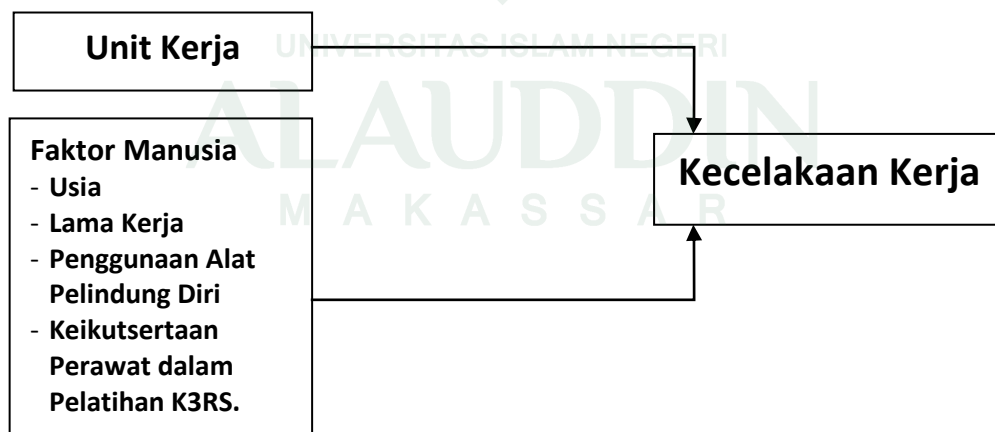 Unit Kerja
UNIVERSITAS ISLAM NEGERI
ALAUDDIN
MAKASSAR
Faktor Manusia
- Usia
- Lama Kerja
- Penggunaan Alat
Pelindung Diri
- Keikutsertaan
Perawat dalam
Pelatihan K3RS.
Kecelakaan Kerja